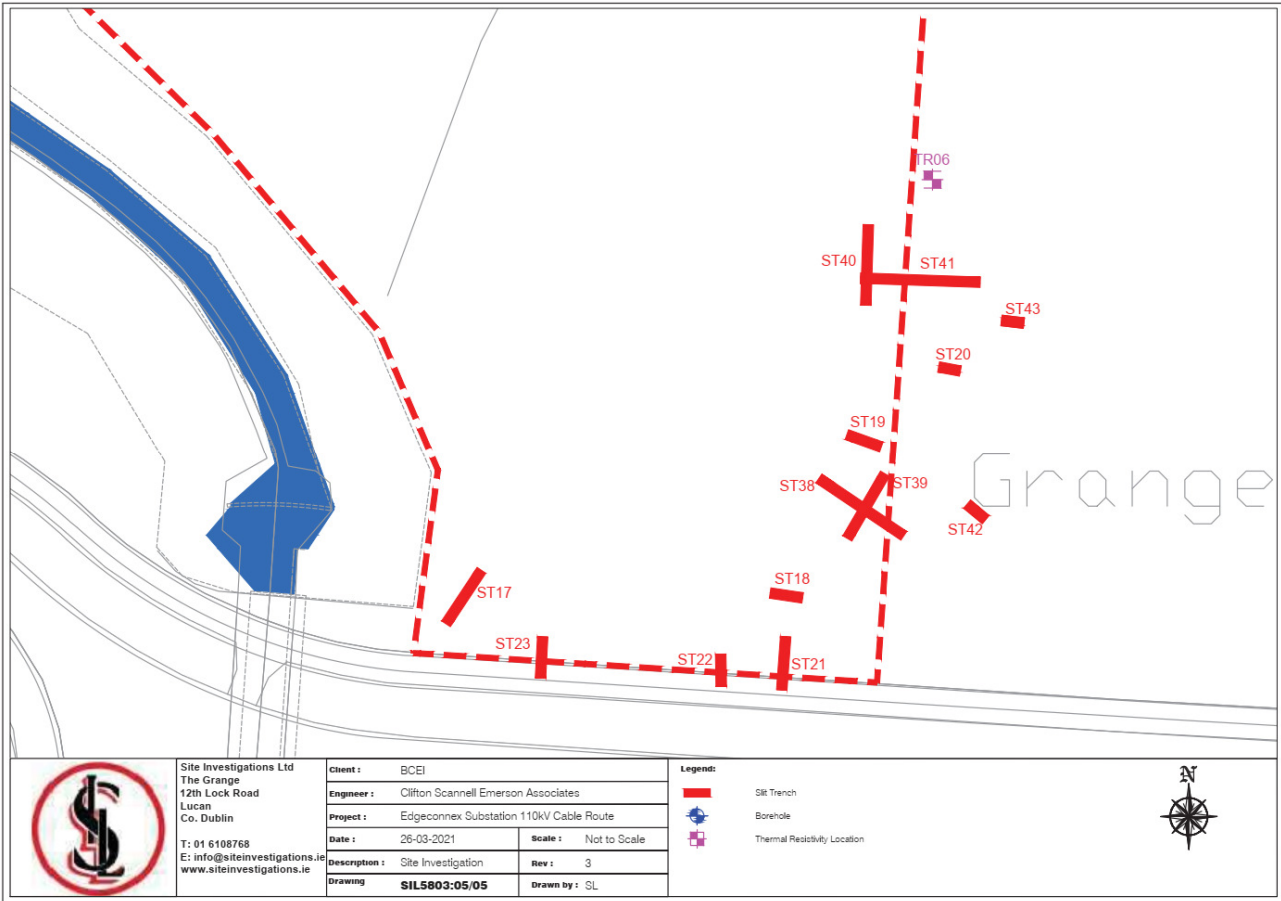 TR06
ST40
ST41
ST43
ST20
ST19
ST38
ST39
Grange
ST42
ST18
ST17
ST23
ST22
ST21
SIL
Site Investigations Ltd
The Grange
12th Lock Road
Lucan
Co. Dublin
T: 01 6108768
E: info@siteinvestigations.ie
www.siteinvestigations.ie
Client : BCEI
Engineer : Clifton Scannell Emerson Associates
Project : Edgeconnex Substation 110kV Cable Route
Date : 26-03-2021 Scale : Not to Scale
Description : Site Investigation Rev : 3
Drawing SIL5803:05/05 Drawn by : SL
Legend:
Slit Trench
Borehole
Thermal Resistivity Location
N